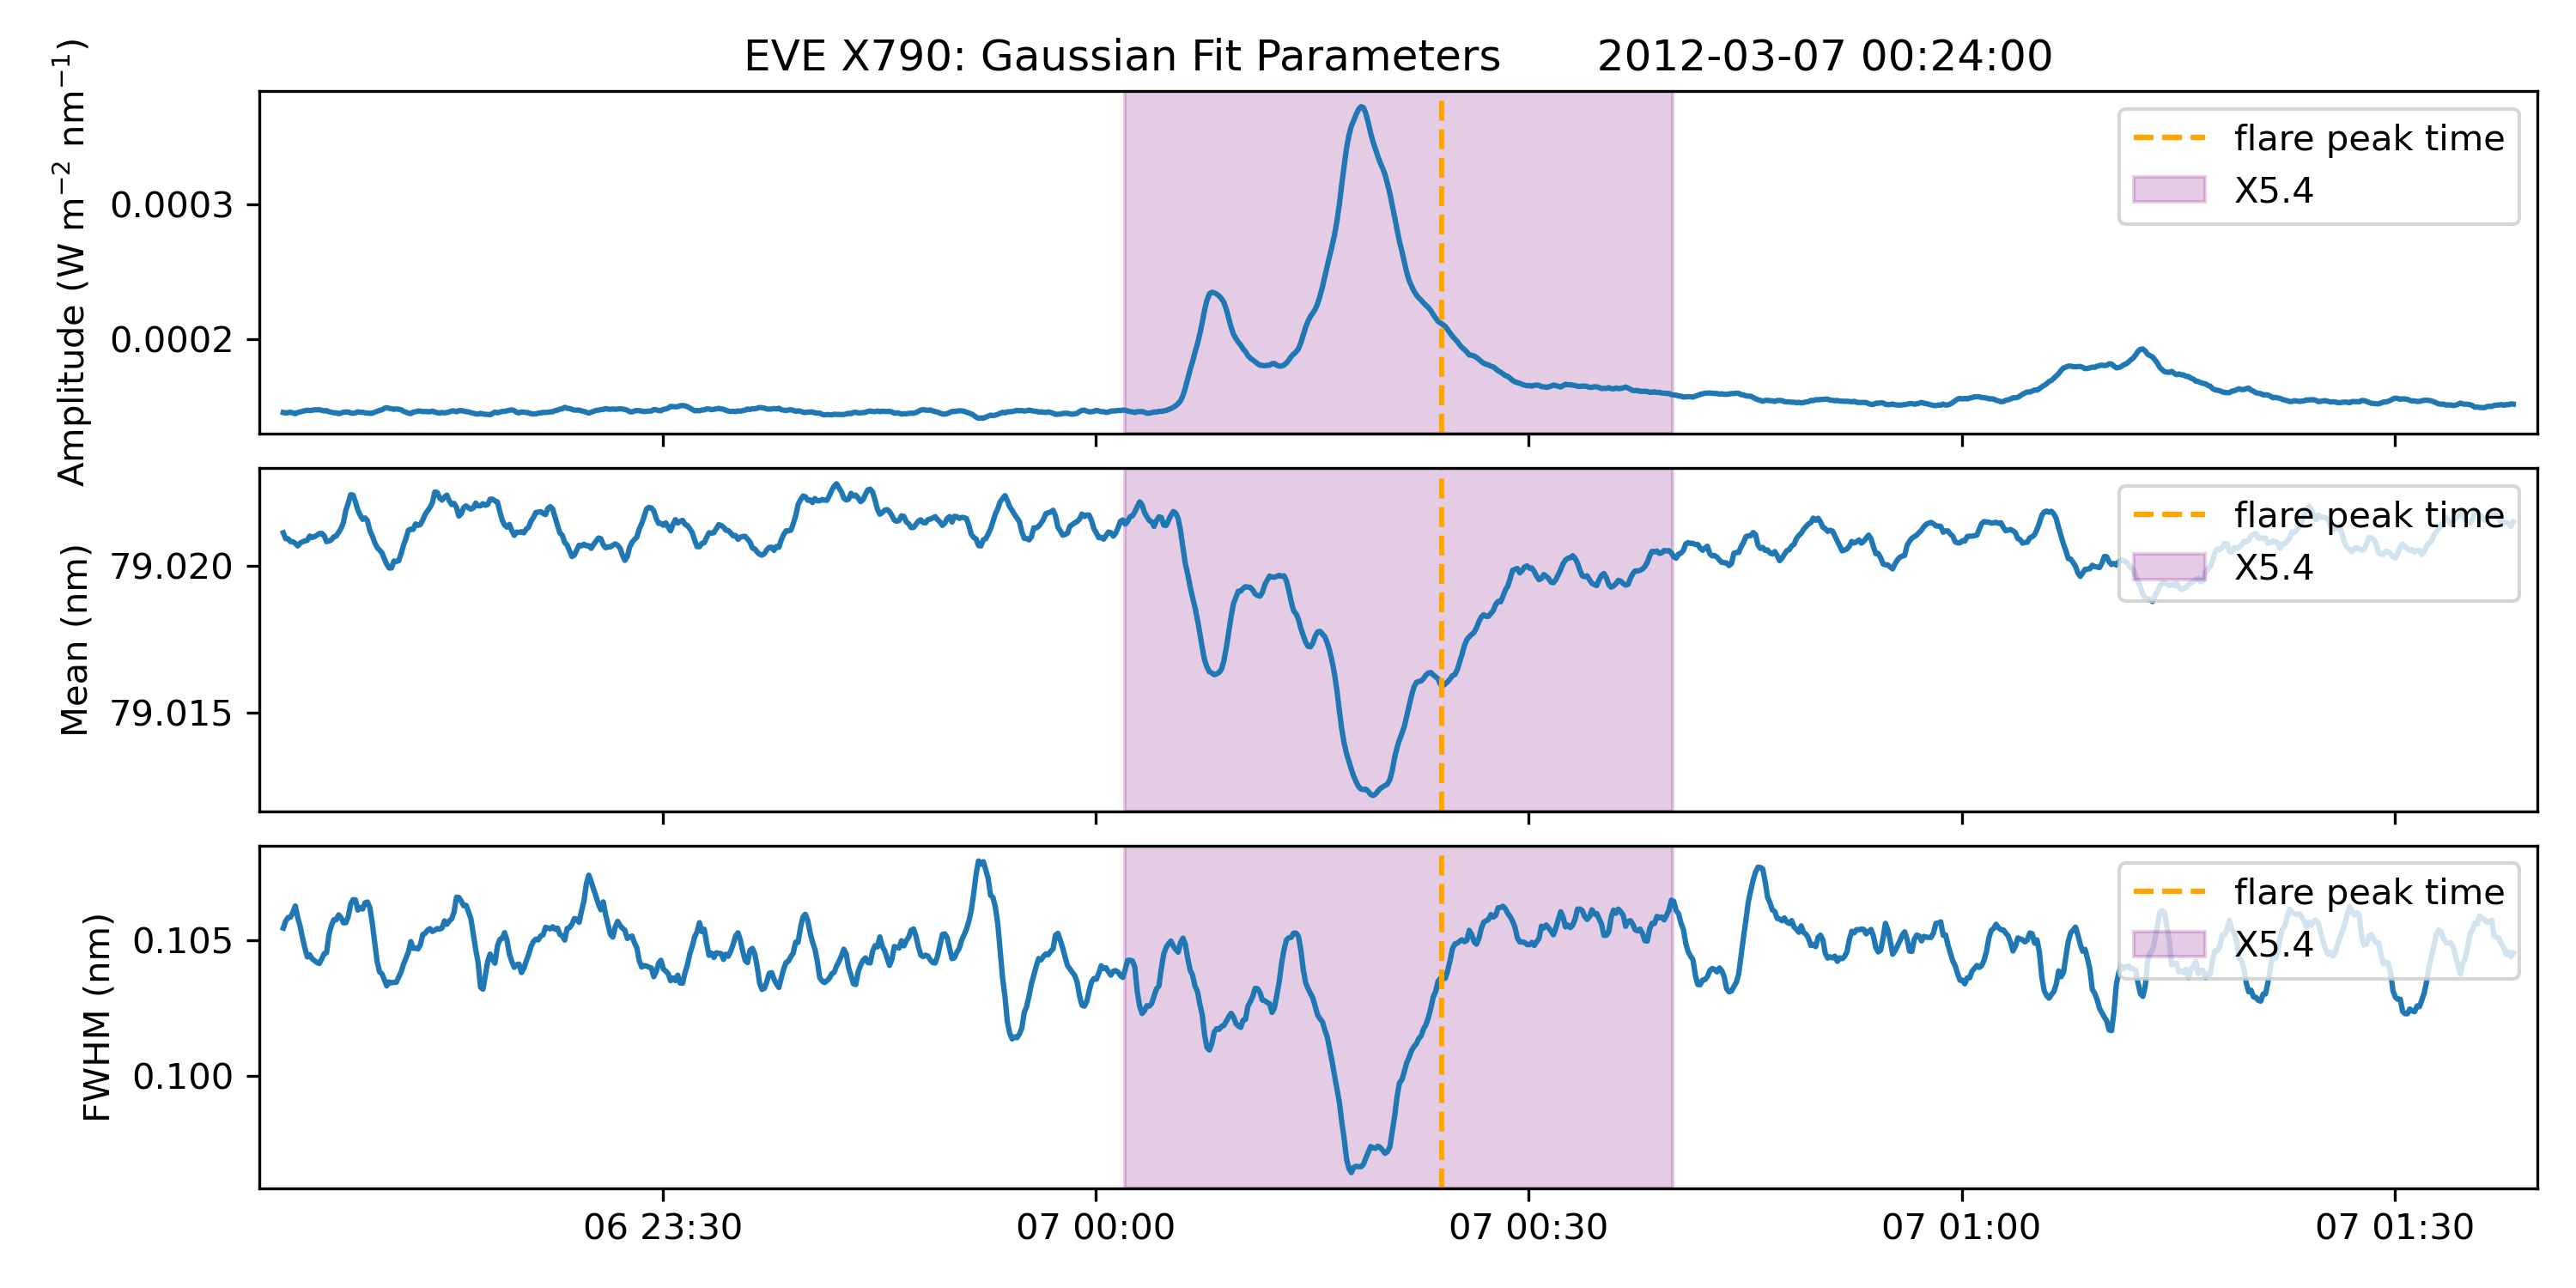 EVE X790: Gaussian Fit Parameters 2012-03-07 00:24:00
Amplitude (W m⁻² nm⁻¹)
0.0003
0.0002
flare peak time
X5.4
Mean (nm)
79.020
79.015
flare peak time
X5.4
FWHM (nm)
0.105
0.100
flare peak time
X5.4
06 23:30 07 00:00 07 00:30 07 01:00 07 01:30